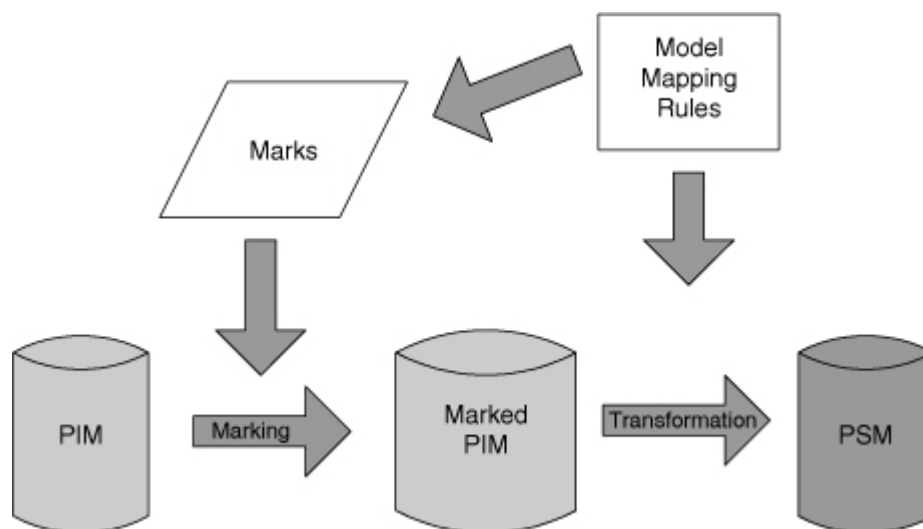 Model
Mapping
Rules
Marks
PIM
Marking
Marked
PIM
Transformation
PSM